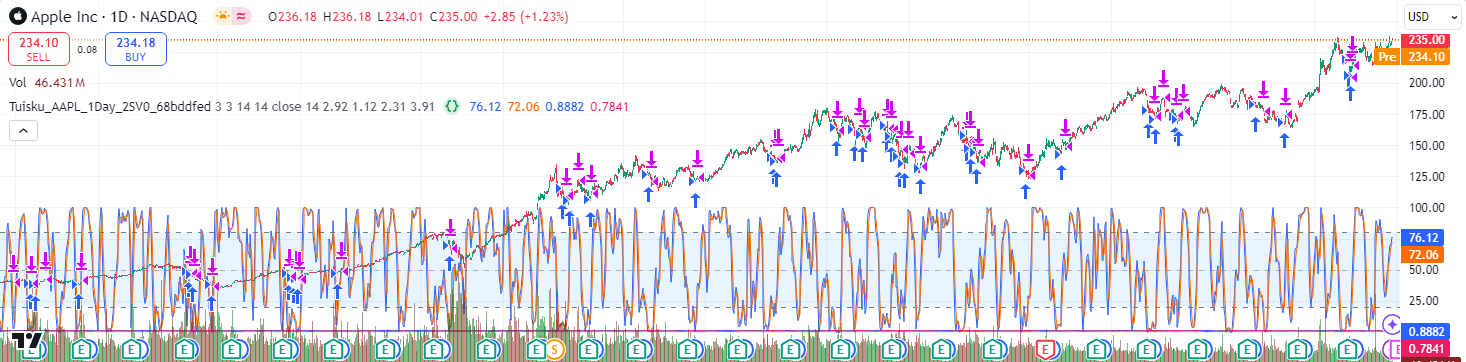 Apple Inc · 1D · NASDAQ O236.18 H236.18 L234.01 C235.00 +2.85 (+1.23%)
USD
234.10
SELL
0.08
234.18
BUY
235.00
Pre 234.10
Vol 46.431M
Tuisku_AAPL_1Day_2SV0_68bddfed 3 3 14 14 close 14 2.92 1.12 2.31 3.91 {} 76.12 72.06 0.8882 0.7841
200.00
175.00
150.00
125.00
100.00
76.12
72.06
50.00
25.00
0.8882
0.7841
E E E E E E E E E E E S E E E E E E E E E E E E E E E E